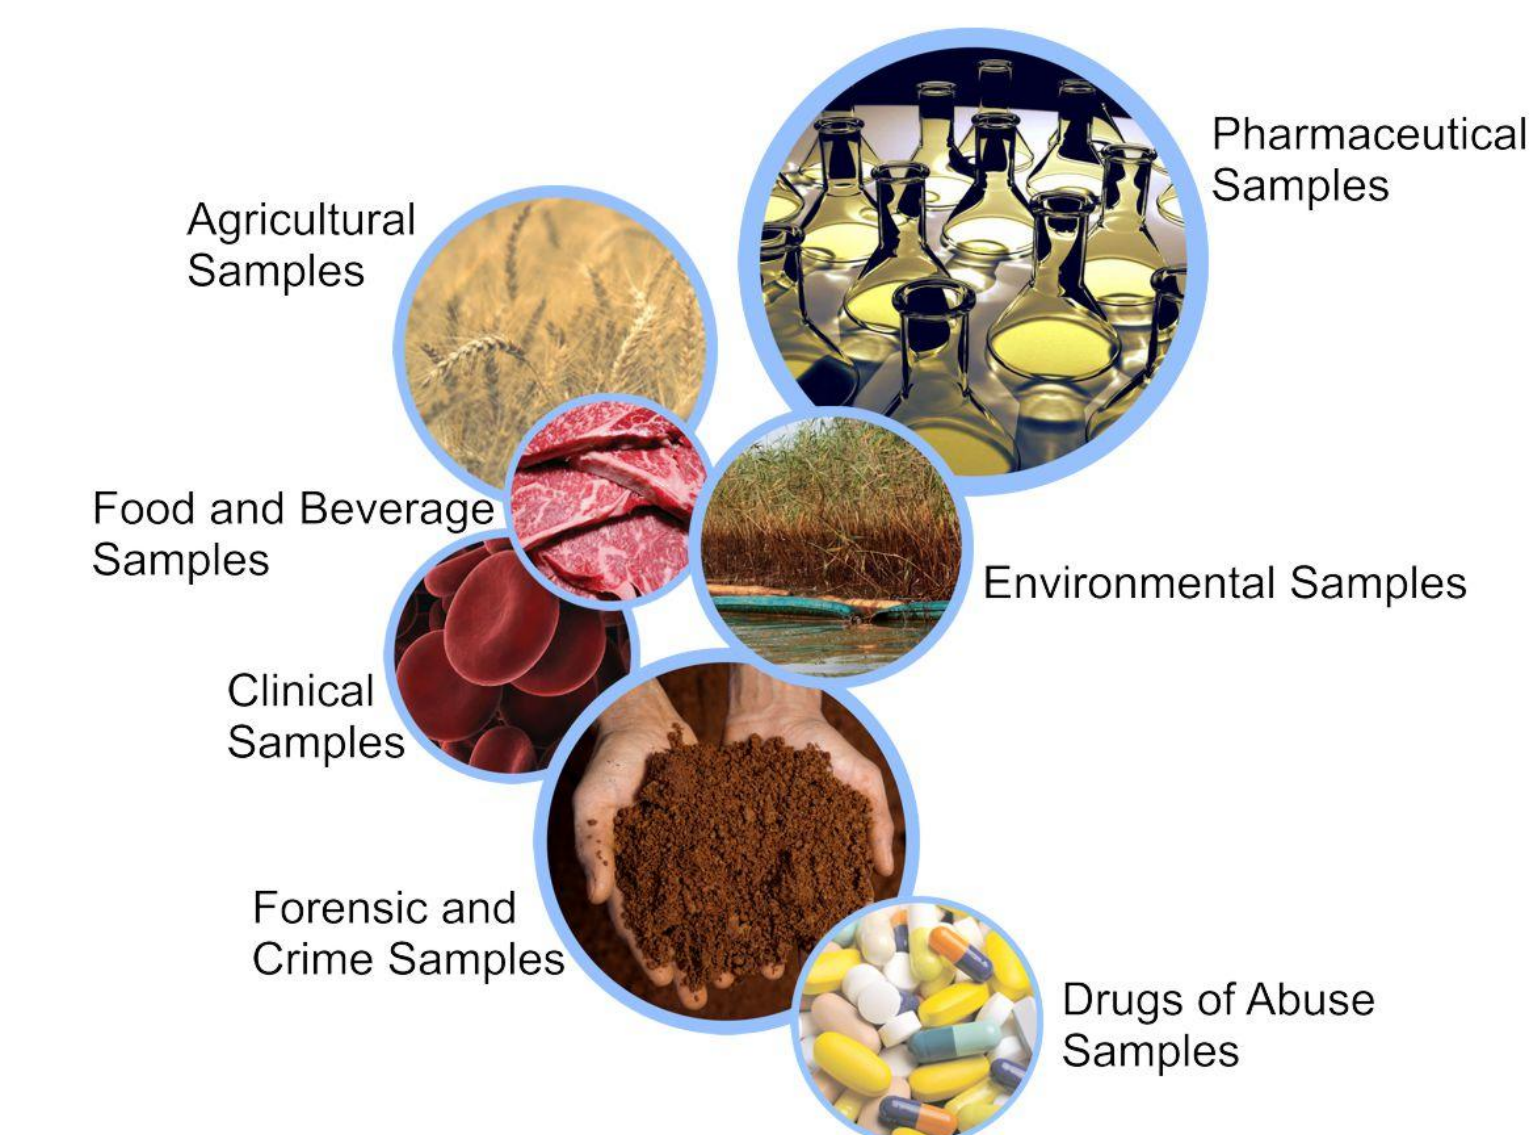 Pharmaceutical
Samples
Agricultural
Samples
Food and Beverage
Samples
Environmental Samples
Clinical
Samples
Forensic and
Crime Samples
Drugs of Abuse
Samples